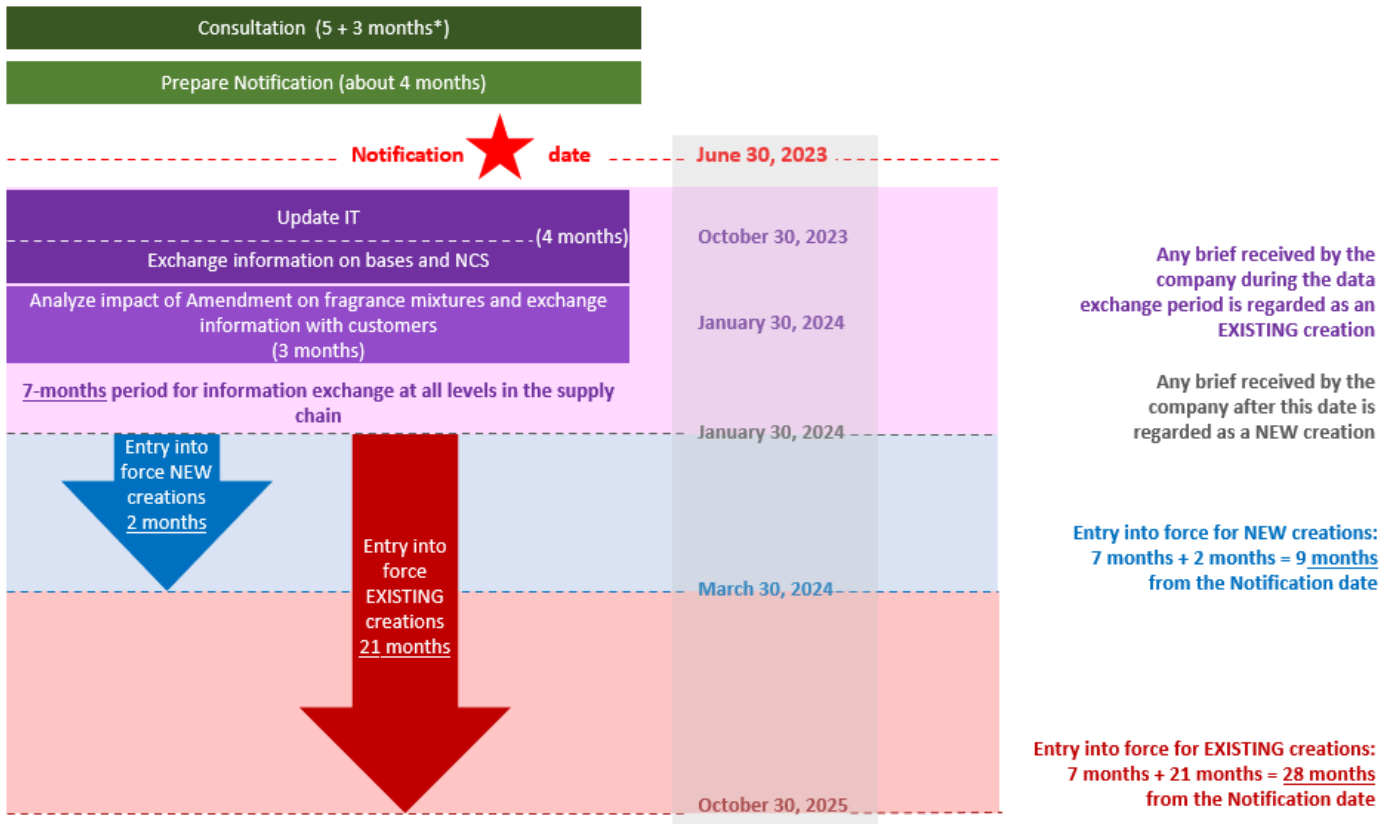 Consultation (5 + 3 months*)
Prepare Notification (about 4 months)
Notification date June 30, 2023
Update IT
(4 months) October 30, 2023
Exchange information on bases and NCS
Analyze impact of Amendment on fragrance mixtures and exchange
information with customers
(3 months)
January 30, 2024
7-months period for information exchange at all levels in the supply
chain
Any brief received by the
company during the data
exchange period is regarded as an
EXISTING creation
Any brief received by the
company after this date is
regarded as a NEW creation
January 30, 2024
Entry into
force NEW
creations
2 months
Entry into
force
EXISTING
creations
21 months
March 30, 2024
Entry into force for NEW creations:
7 months + 2 months = 9 months
from the Notification date
October 30, 2025
Entry into force for EXISTING creations:
7 months + 21 months = 28 months
from the Notification date